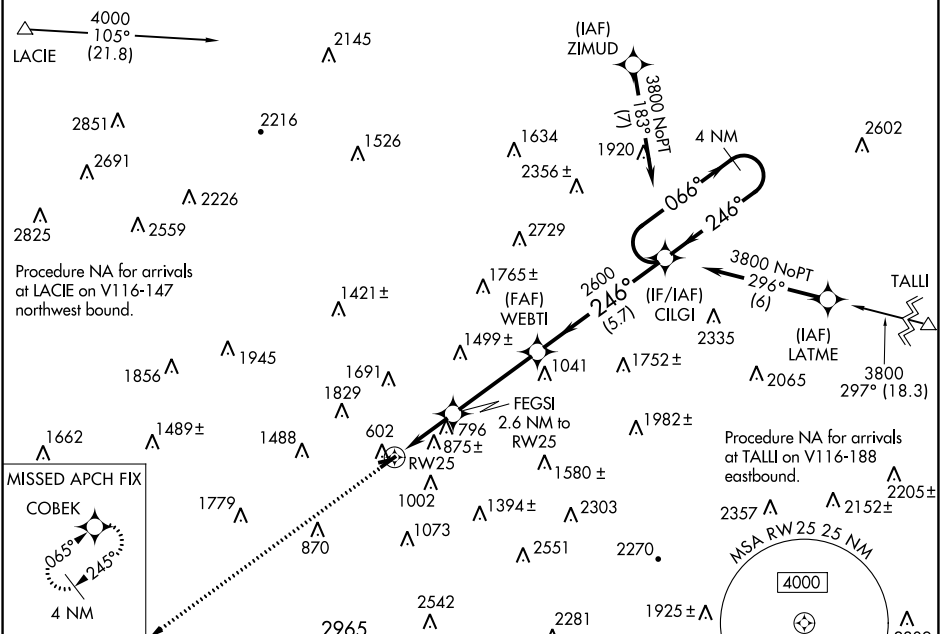 4000
105°
(21.8)
LACIE
2145
(IAF)
ZIMUD
3800 NoPT
183°
(7)
4 NM
2851
2216
1526
1634
1920
2602
2691
2356 ±
2226
066°
246°
2825
2559
2729
Procedure NA for arrivals
at LACIE on V116-147
northwest bound.
1765 ±
2600
246°
(5.7)
(IF/IAF)
CILGI
3800 NoPT
296°
(6)
TALLI
1421 ±
(FAF)
WEBTI
2335
(IAF)
LATME
3800
297° (18.3)
1945
1499 ±
1856
1041
1752 ±
2065
1691
1829
FEGSI
2.6 NM to
RW25
796
1662
1489 ±
1488
602
875 ±
RW25
1982 ±
Procedure NA for arrivals
at TALLI on V116-188
eastbound.
1580 ±
1002
MISSED APCH FIX
COBEK
065°
245°
4 NM
1779
870
1073
1394 ±
2303
2357
2152 ±
2205 ±
2551
2270
MSA RW 25 25 NM
4000
2542
2965
2281
1925 ±